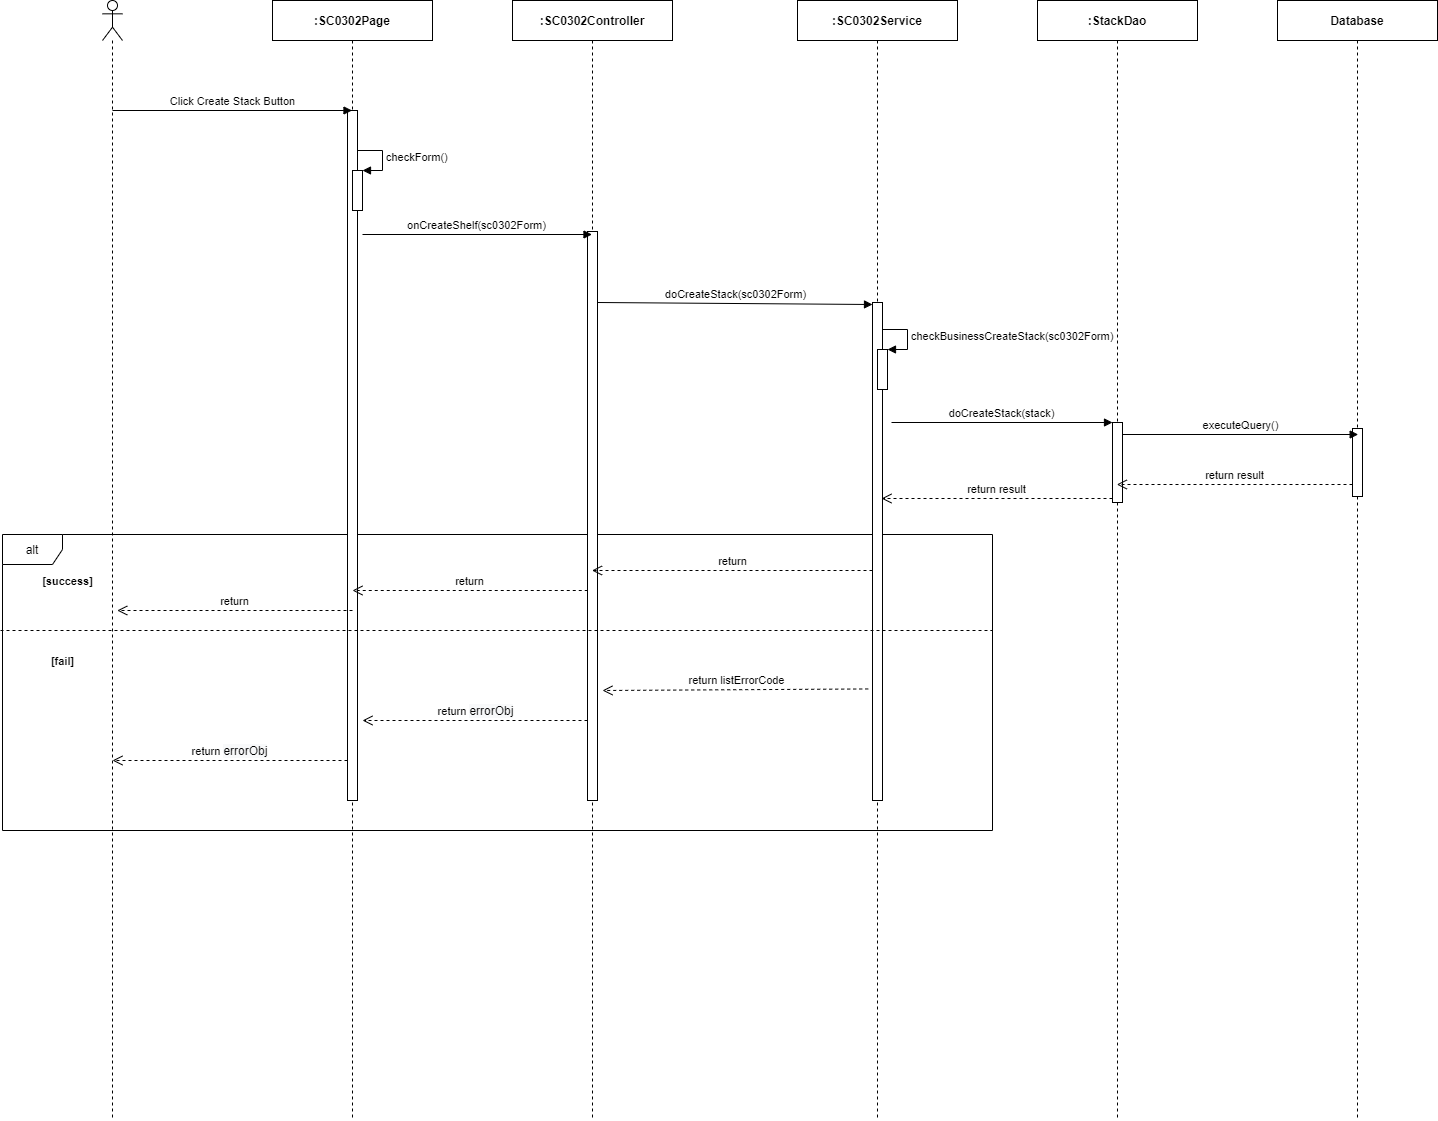 :SC0302Page
:SC0302Controller
:SC0302Service
:StackDao
Database
Click Create Stack Button
checkForm()
onCreateShelf(sc0302Form)
doCreateStack(sc0302Form)
checkBusinessCreateStack(sc0302Form)
doCreateStack(stack)
executeQuery()
return result
return result
alt
return
[success]
return
return
[fail]
return listErrorCode
return errorObj
return errorObj